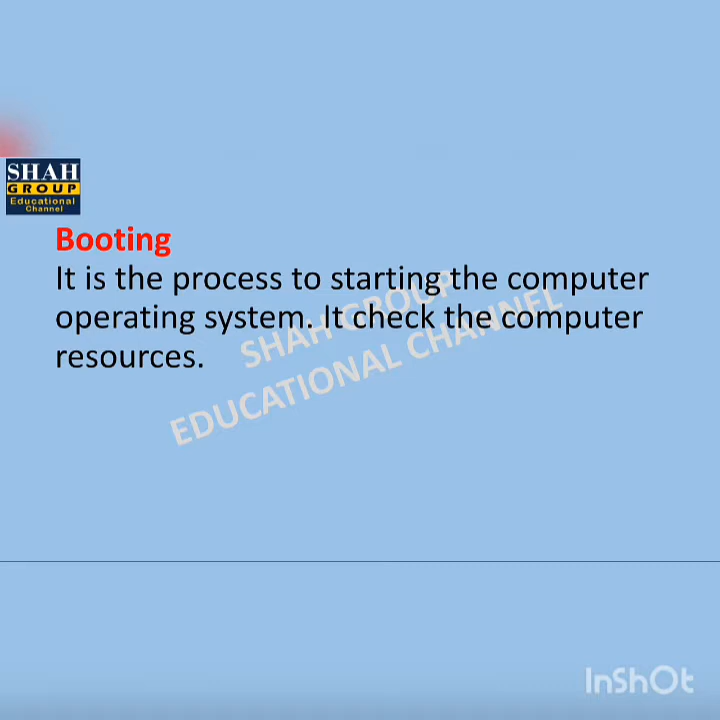 SHAH
GROUP
Educational
Channel
Booting
It is the process to starting the computer
operating system. It check the computer
resources.
SHAH GROUP
EDUCATIONAL CHANNEL
InShOt